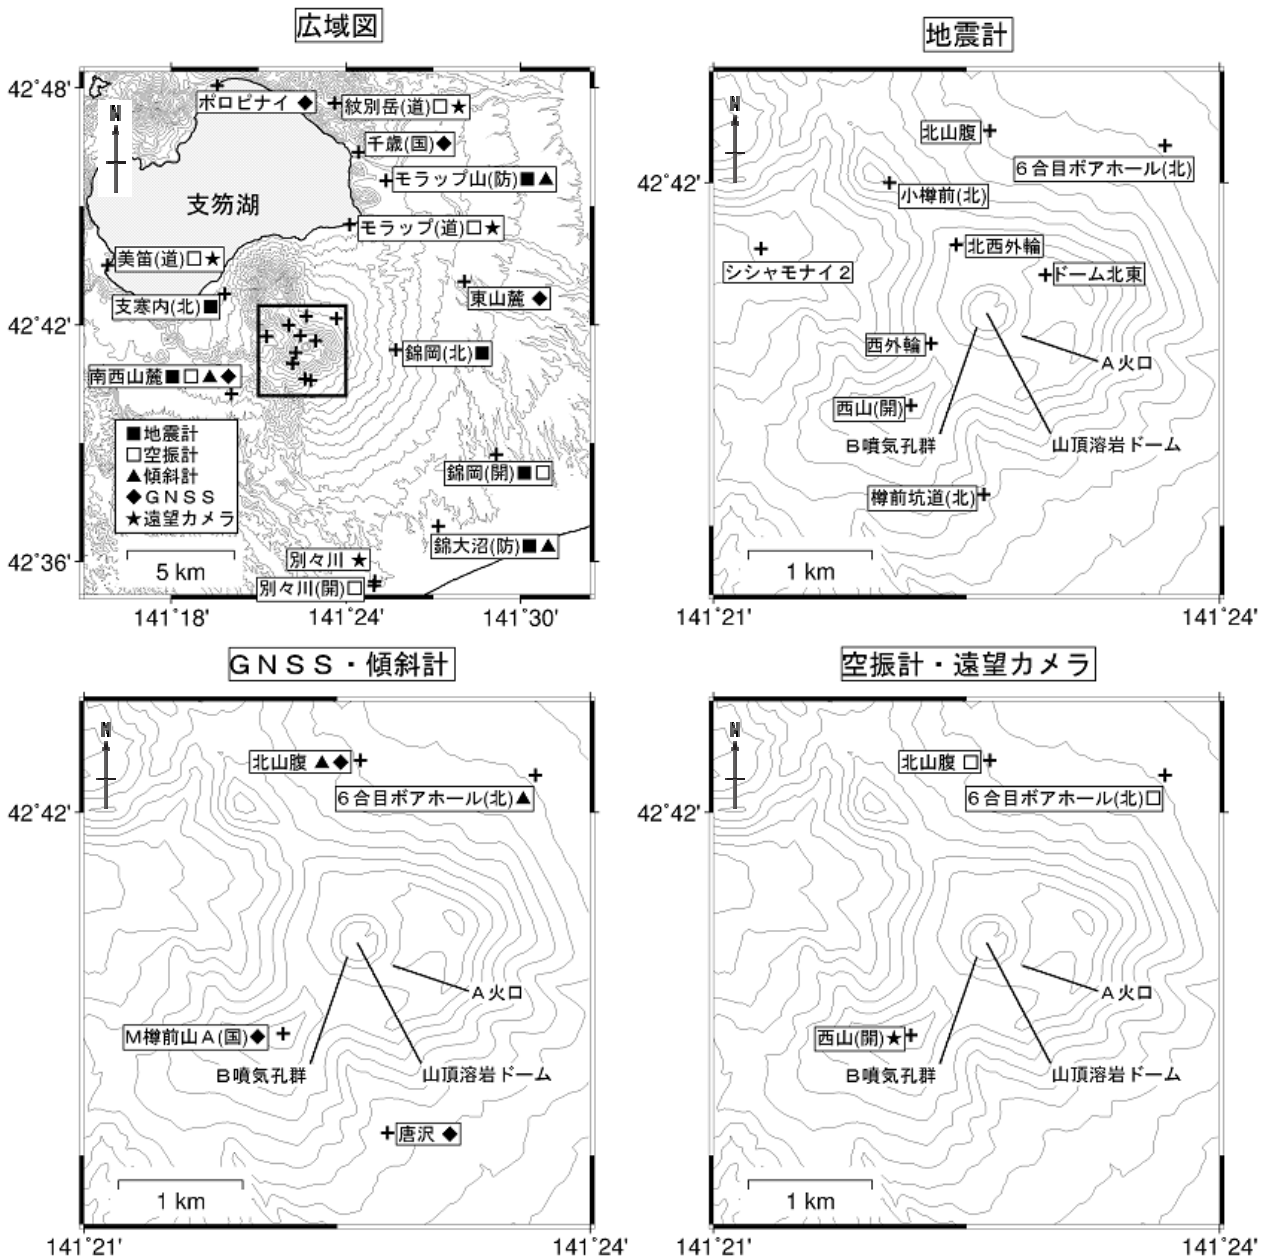 広域図
42°48'
42°42'
42°36'
141°18'
141°24'
141°30'
N
ポロピナイ◆
紋別岳(道)□★
千歳(国)◆
モラップ山(防)■▲
支笏湖
モラップ(道)□★
美笛(道)□★
支寒内(北)■
東山麓◆
錦岡(北)■
南西山麓■□▲◆
■地震計
□空振計
▲傾斜計
◆GNSS
★遠望カメラ
錦岡(開)■□
錦大沼(防)■▲
別々川★
別々川(開)□
5 km
地震計
N
42°42'
北山腹
6合目ボアホール(北)
小樽前(北)
北西外輪
シシャモナイ2
ドーム北東
西外輪
A火口
西山(開)
B噴気孔群
山頂溶岩ドーム
樽前坑道(北)
1 km
141°21'
141°24'
GNSS・傾斜計
N
42°42'
北山腹▲◆
6合目ボアホール(北)▲
A火口
M樽前山A(国)◆
B噴気孔群
山頂溶岩ドーム
唐沢◆
1 km
141°21'
141°24'
空振計・遠望カメラ
N
42°42'
北山腹□
6合目ボアホール(北)□
A火口
西山(開)★
B噴気孔群
山頂溶岩ドーム
1 km
141°21'
141°24'